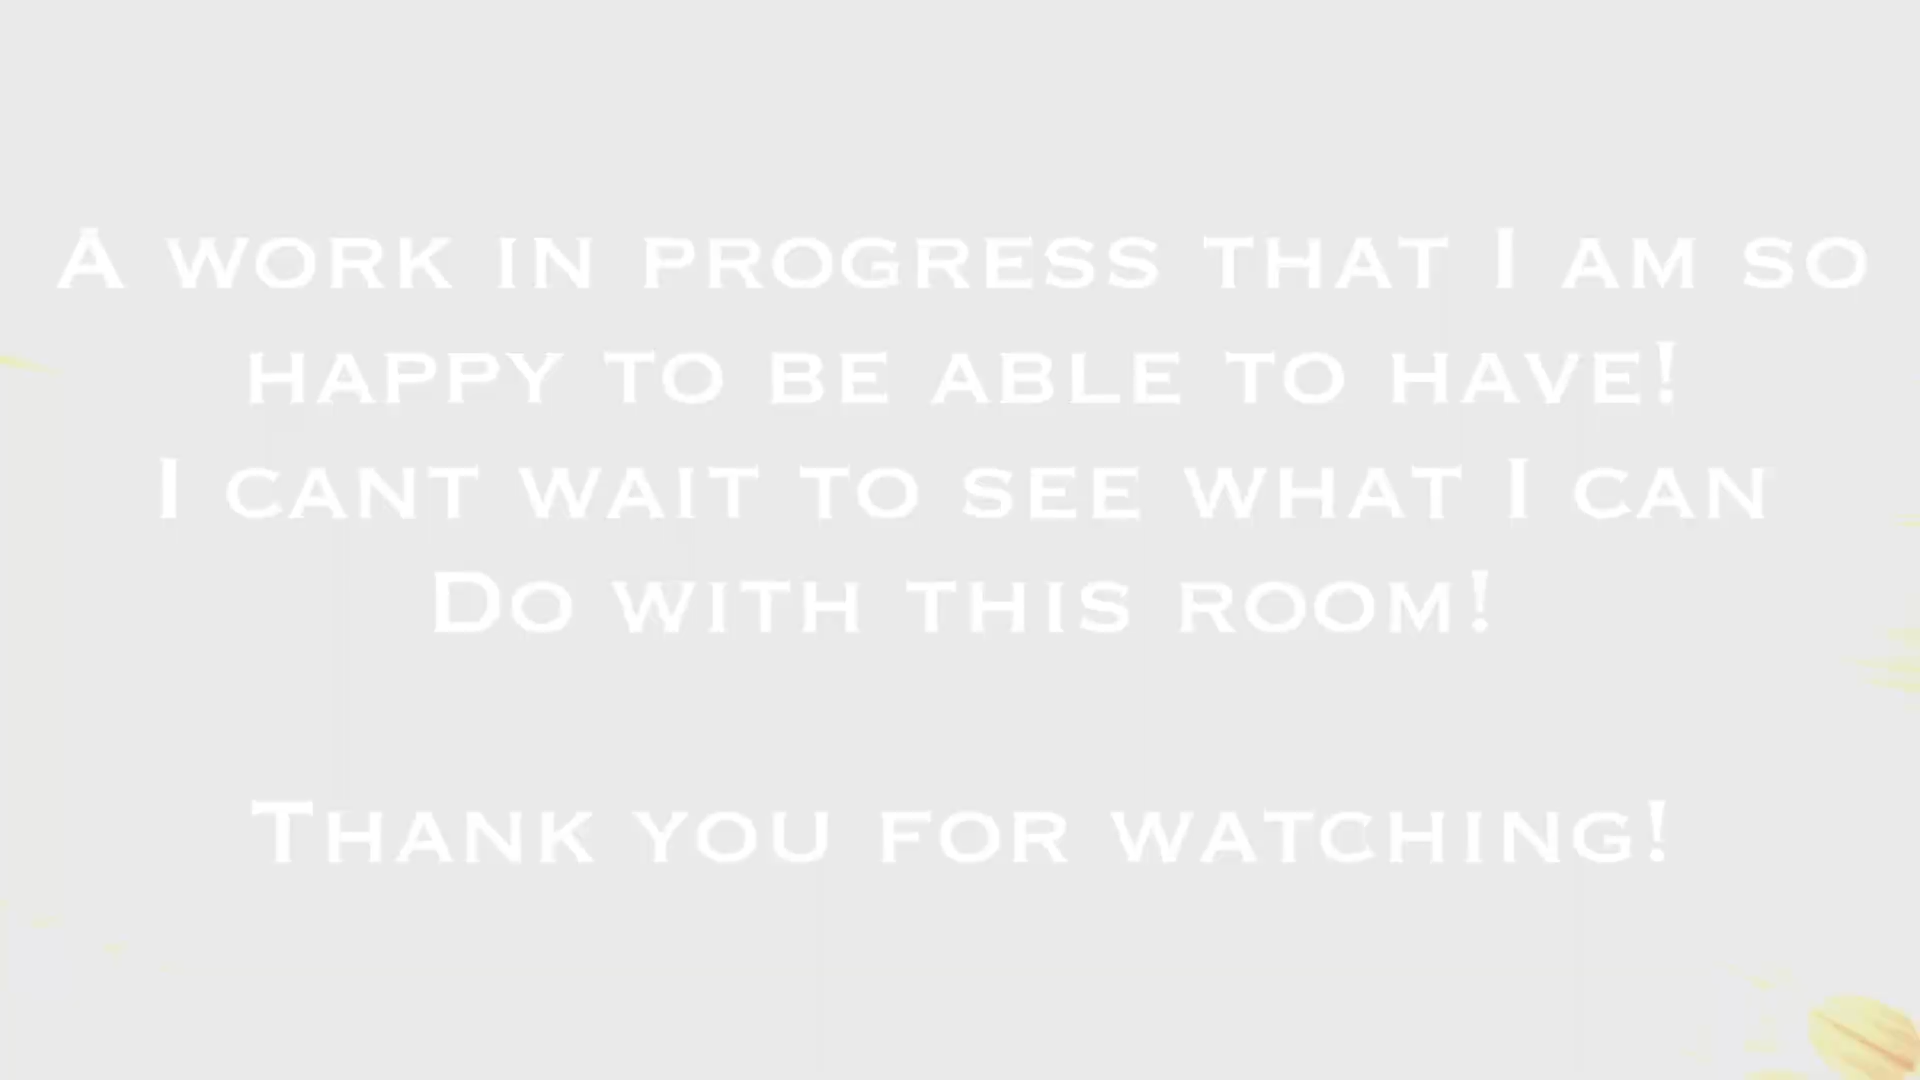 A work in progress that I am so
happy to be able to have!
I cant wait to see what I can
Do with this room!
Thank you for watching!